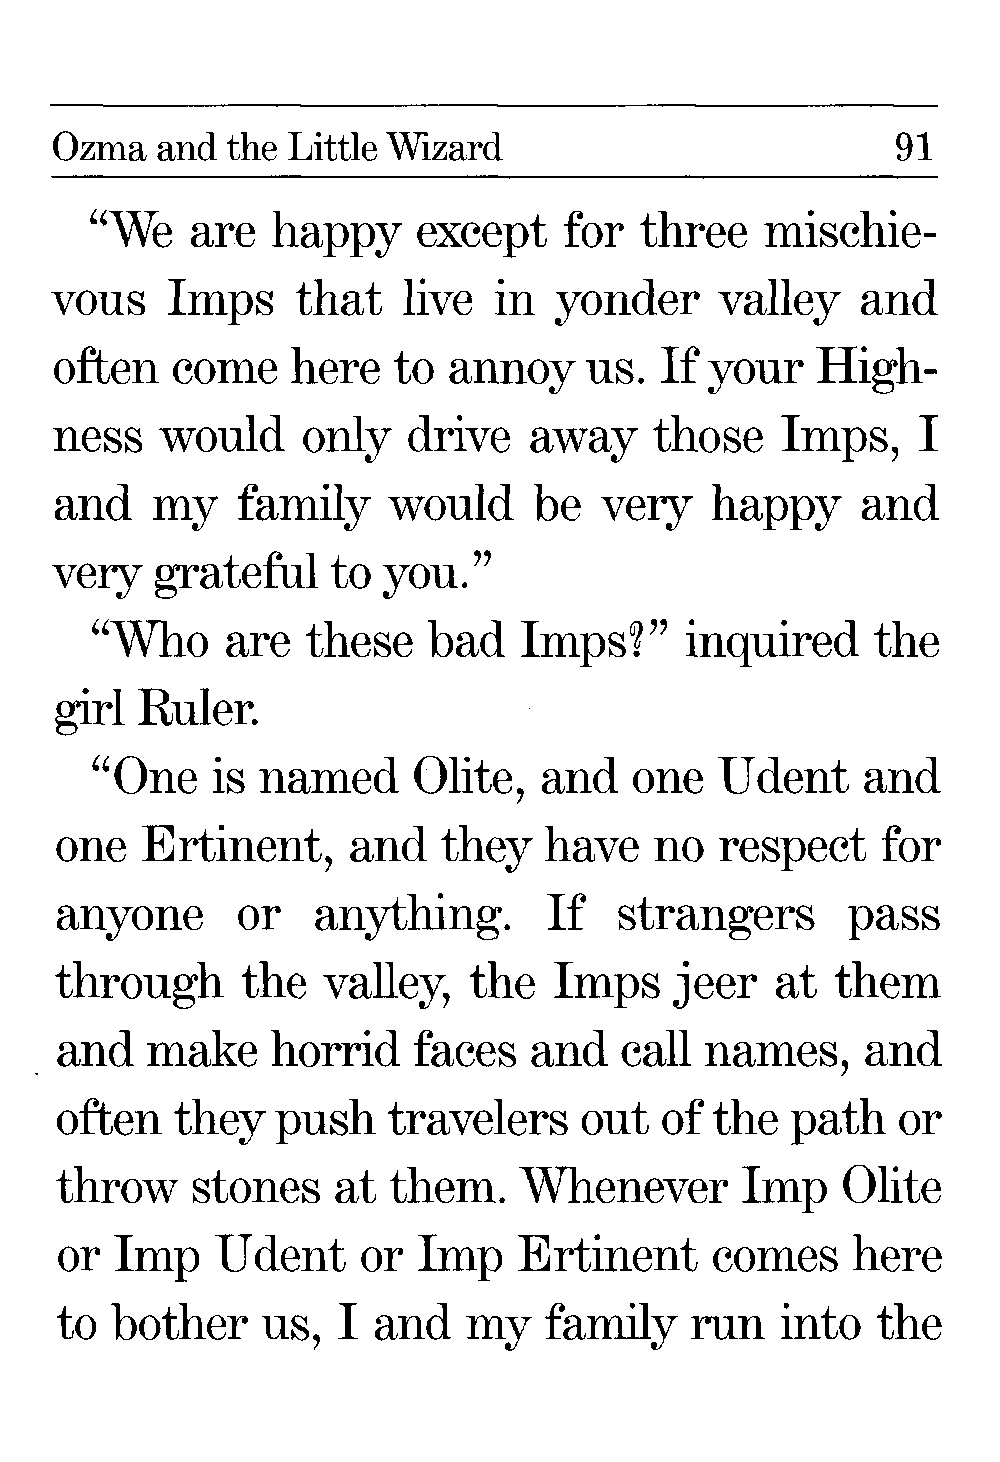 Ozma and the Little Wizard 91
“We are happy except for three mischie-
vous Imps that live in yonder valley and
often come here to annoy us. If your High-
ness would only drive away those Imps, I
and my family would be very happy and
very grateful to you.”
“Who are these bad Imps?” inquired the
girl Ruler.
“One is named Olite, and one Udent and
one Ertinent, and they have no respect for
anyone or anything. If strangers pass
through the valley, the Imps jeer at them
and make horrid faces and call names, and
often they push travelers out of the path or
throw stones at them. Whenever Imp Olite
or Imp Udent or Imp Ertinent comes here
to bother us, I and my family run into the